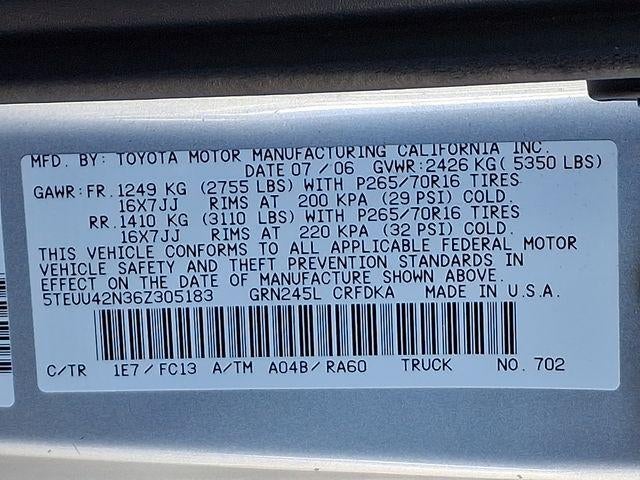 MFD. BY: TOYOTA MOTOR MANUFACTURING CALIFORNIA INC.
DATE 07/06 GVWR:2426 KG( 5350 LBS)
GAWR:FR.1249 KG (2755 LBS) WITH P265/70R16 TIRES
16X7JJ RIMS AT 200 KPA (29 PSI) COLD.
RR.1410 KG (3110 LBS) WITH P265/70R16 TIRES
16X7JJ RIMS AT 220 KPA (32 PSI) COLD.
THIS VEHICLE CONFORMS TO ALL APPLICABLE FEDERAL MOTOR
VEHICLE SAFETY AND THEFT PREVENTION STANDARDS IN
EFFECT ON THE DATE OF MANUFACTURE SHOWN ABOVE.
5TEUU42N36Z305183 GRN245L CRFDKA MADE IN U.S.A.
C/TR 1E7/FC13 A/TM A04B/RA60 TRUCK NO. 702